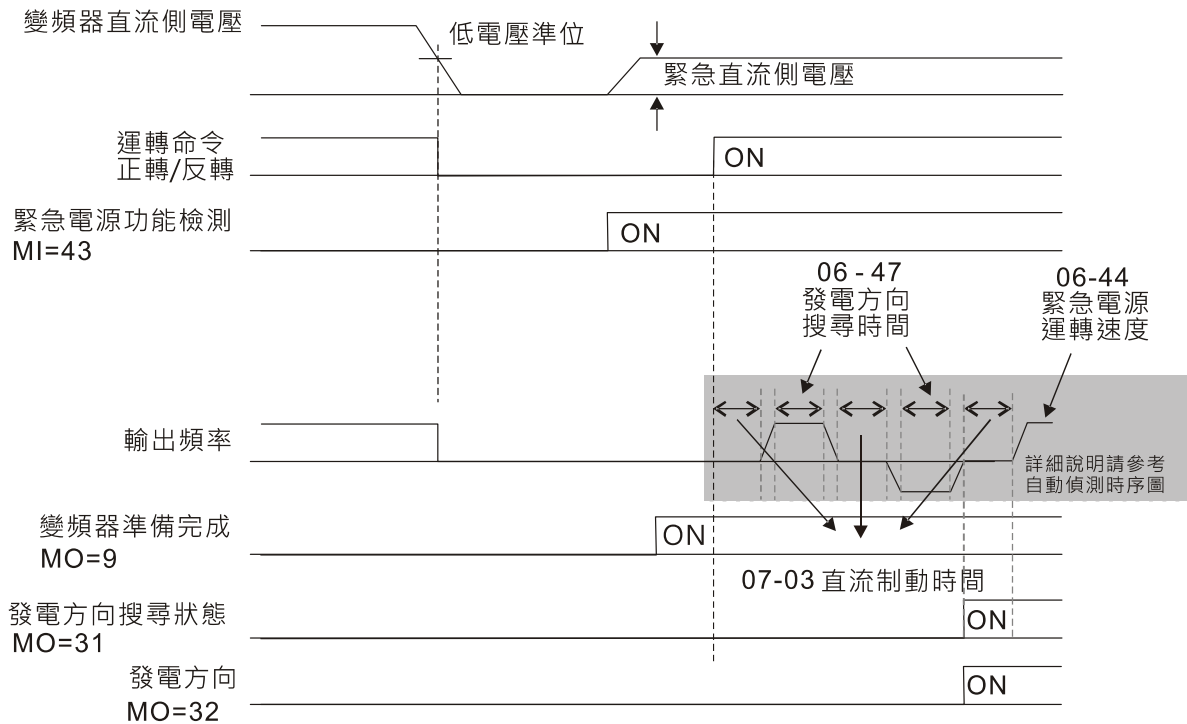 變頻器直流側電壓
低電壓準位
緊急直流側電壓
運轉命令
正轉/反轉
ON
緊急電源功能檢測
MI=43
ON
06 - 47
發電方向
搜尋時間
06-44
緊急電源
運轉速度
輸出頻率
詳細說明請參考
自動偵測時序圖
變頻器準備完成
MO=9
ON
07-03 直流制動時間
發電方向搜尋狀態
MO=31
ON
發電方向
MO=32
ON